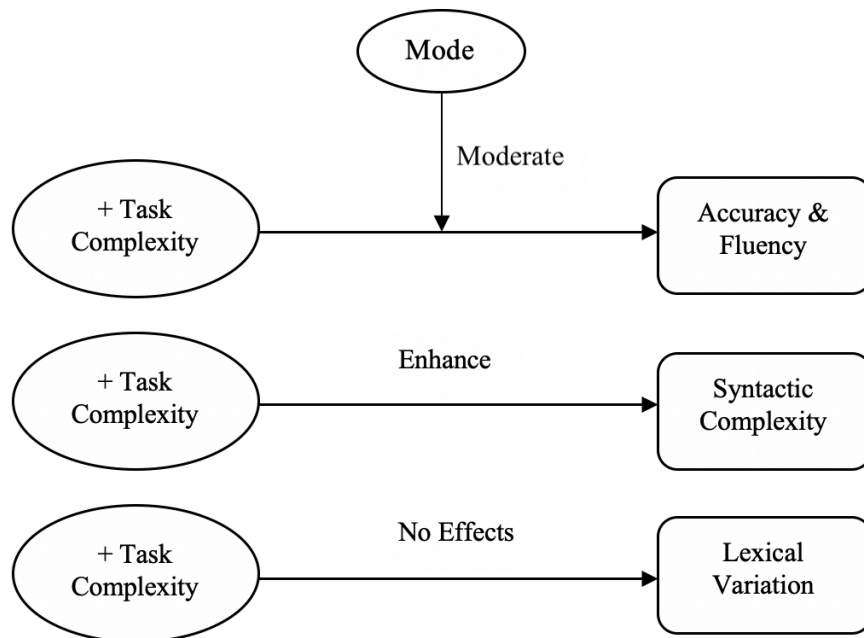 Mode
Moderate
+ Task
Complexity
Accuracy &
Fluency
Enhance
+ Task
Complexity
Syntactic
Complexity
No Effects
+ Task
Complexity
Lexical
Variation